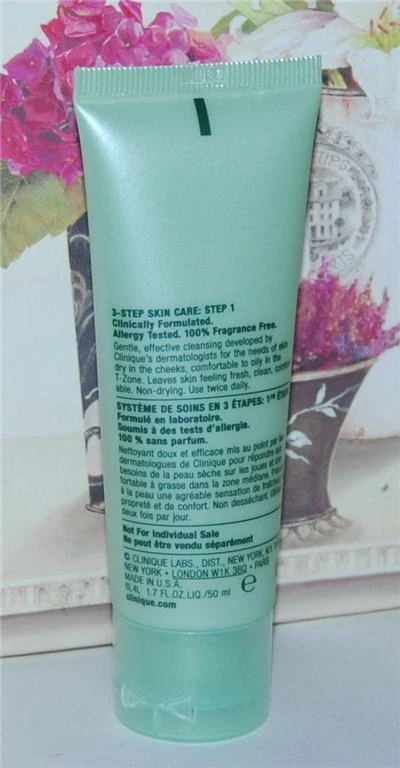 3-STEP SKIN CARE: STEP 1
Clinically Formulated.
Allergy Tested. 100% Fragrance Free.
Gentle, effective cleansing developed by
Clinique's dermatologists for the needs of skin
dry in the cheeks, comfortable to oily in the
T-Zone. Leaves skin feeling fresh, clean,
able. Non-drying. Use twice daily.
SYSTÈME DE SOINS EN 3 ÉTAPES: 1re
Formulé en laboratoire.
Soumis à des tests d'allergie.
100 % sans parfum.
Nettoyant doux et efficace mis au point par
dermatologues de Clinique pour répondre
besoins de la peau sèche sur les joues et
fortable à grasse dans la zone médiane.
à la peau une agréable sensation de
propreté et de confort. Non desséchant.
deux fois par jour.
Not For Individual Sale
Ne peut être vendu séparément
© CLINIQUE LABS., DIST., NEW YORK, N.Y.
NEW YORK • LONDON W1K 3BQ • PARIS
MADE IN U.S.A.
6L4L 1.7 FL.OZ.LIQ./50 ml e
clinique.com